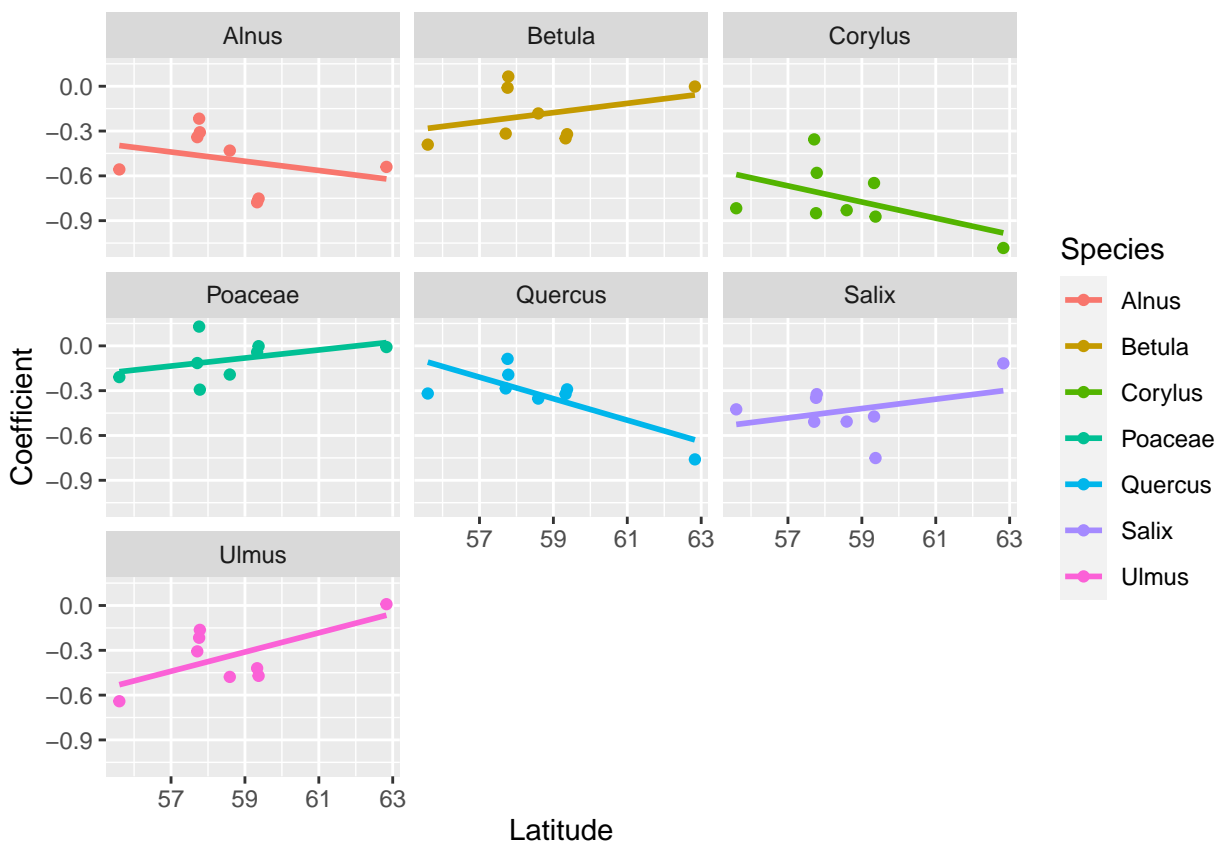 Alnus Betula Corylus
0.0
−0.3
−0.6
−0.9
Poaceae Quercus Salix
0.0
−0.3
−0.6
−0.9
57 59 61 63 57 59 61 63
Ulmus
0.0
−0.3
−0.6
−0.9
57 59 61 63
Latitude
Coefficient
Species
Alnus
Betula
Corylus
Poaceae
Quercus
Salix
Ulmus